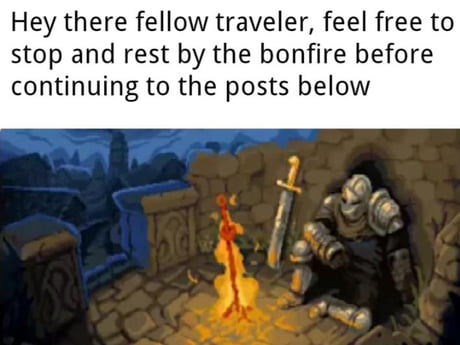 Hey there fellow traveler, feel free to
stop and rest by the bonfire before
continuing to the posts below